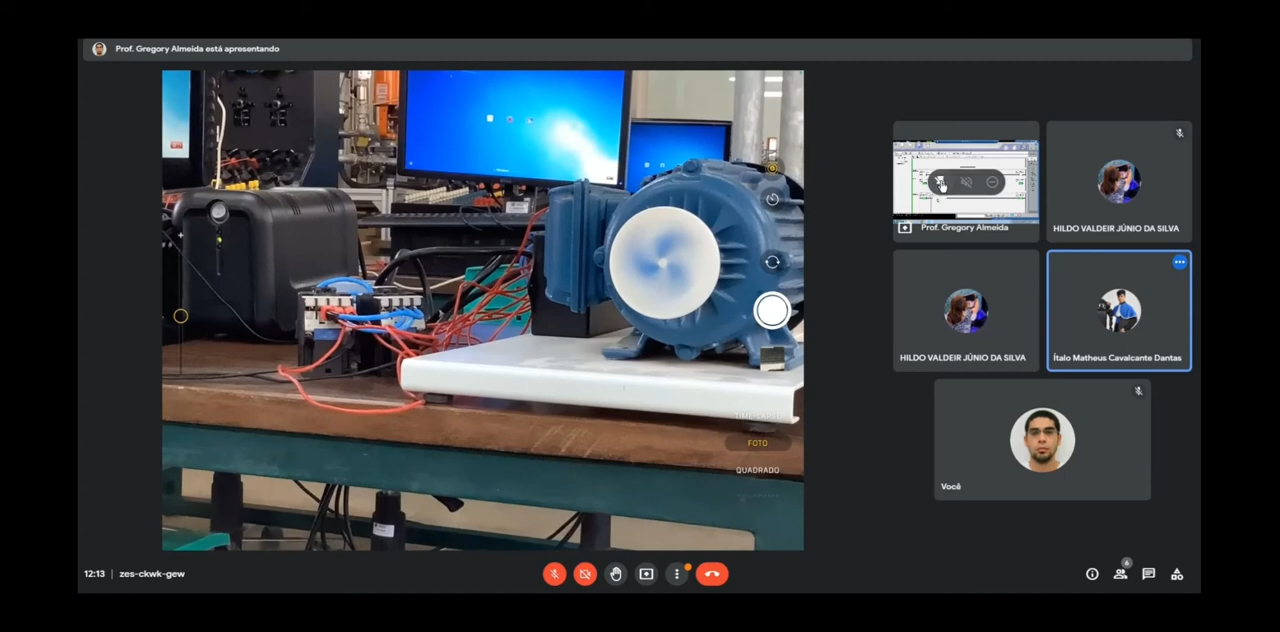 Prof. Gregory Almeida está apresentando
Prof. Gregory Almeida
HILDO VALDEIR JÚNIO DA SILVA
HILDO VALDEIR JÚNIO DA SILVA
Ítalo Matheus Cavalcante Dantas
Você
FOTO
QUADRADO
12:13 | zes-ckwk-gew
6